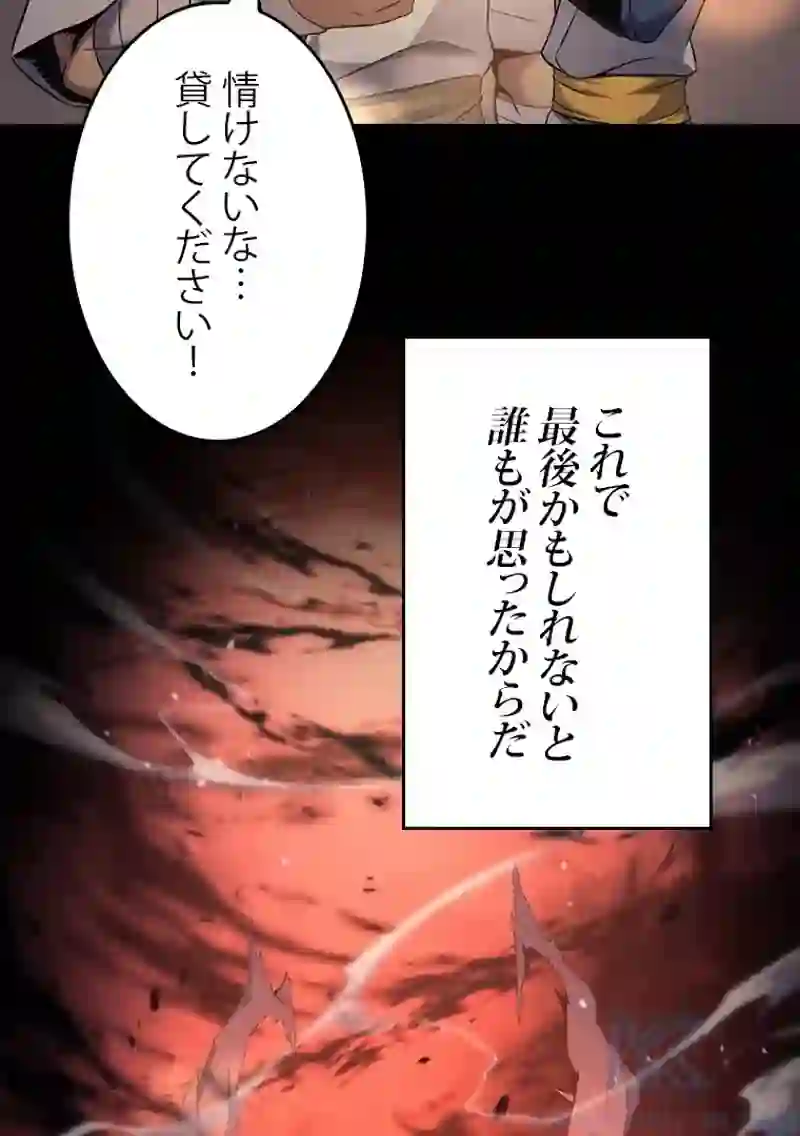 情けないな…
貸してください！
これで
最後かもしれないと
誰もが思ったからだ